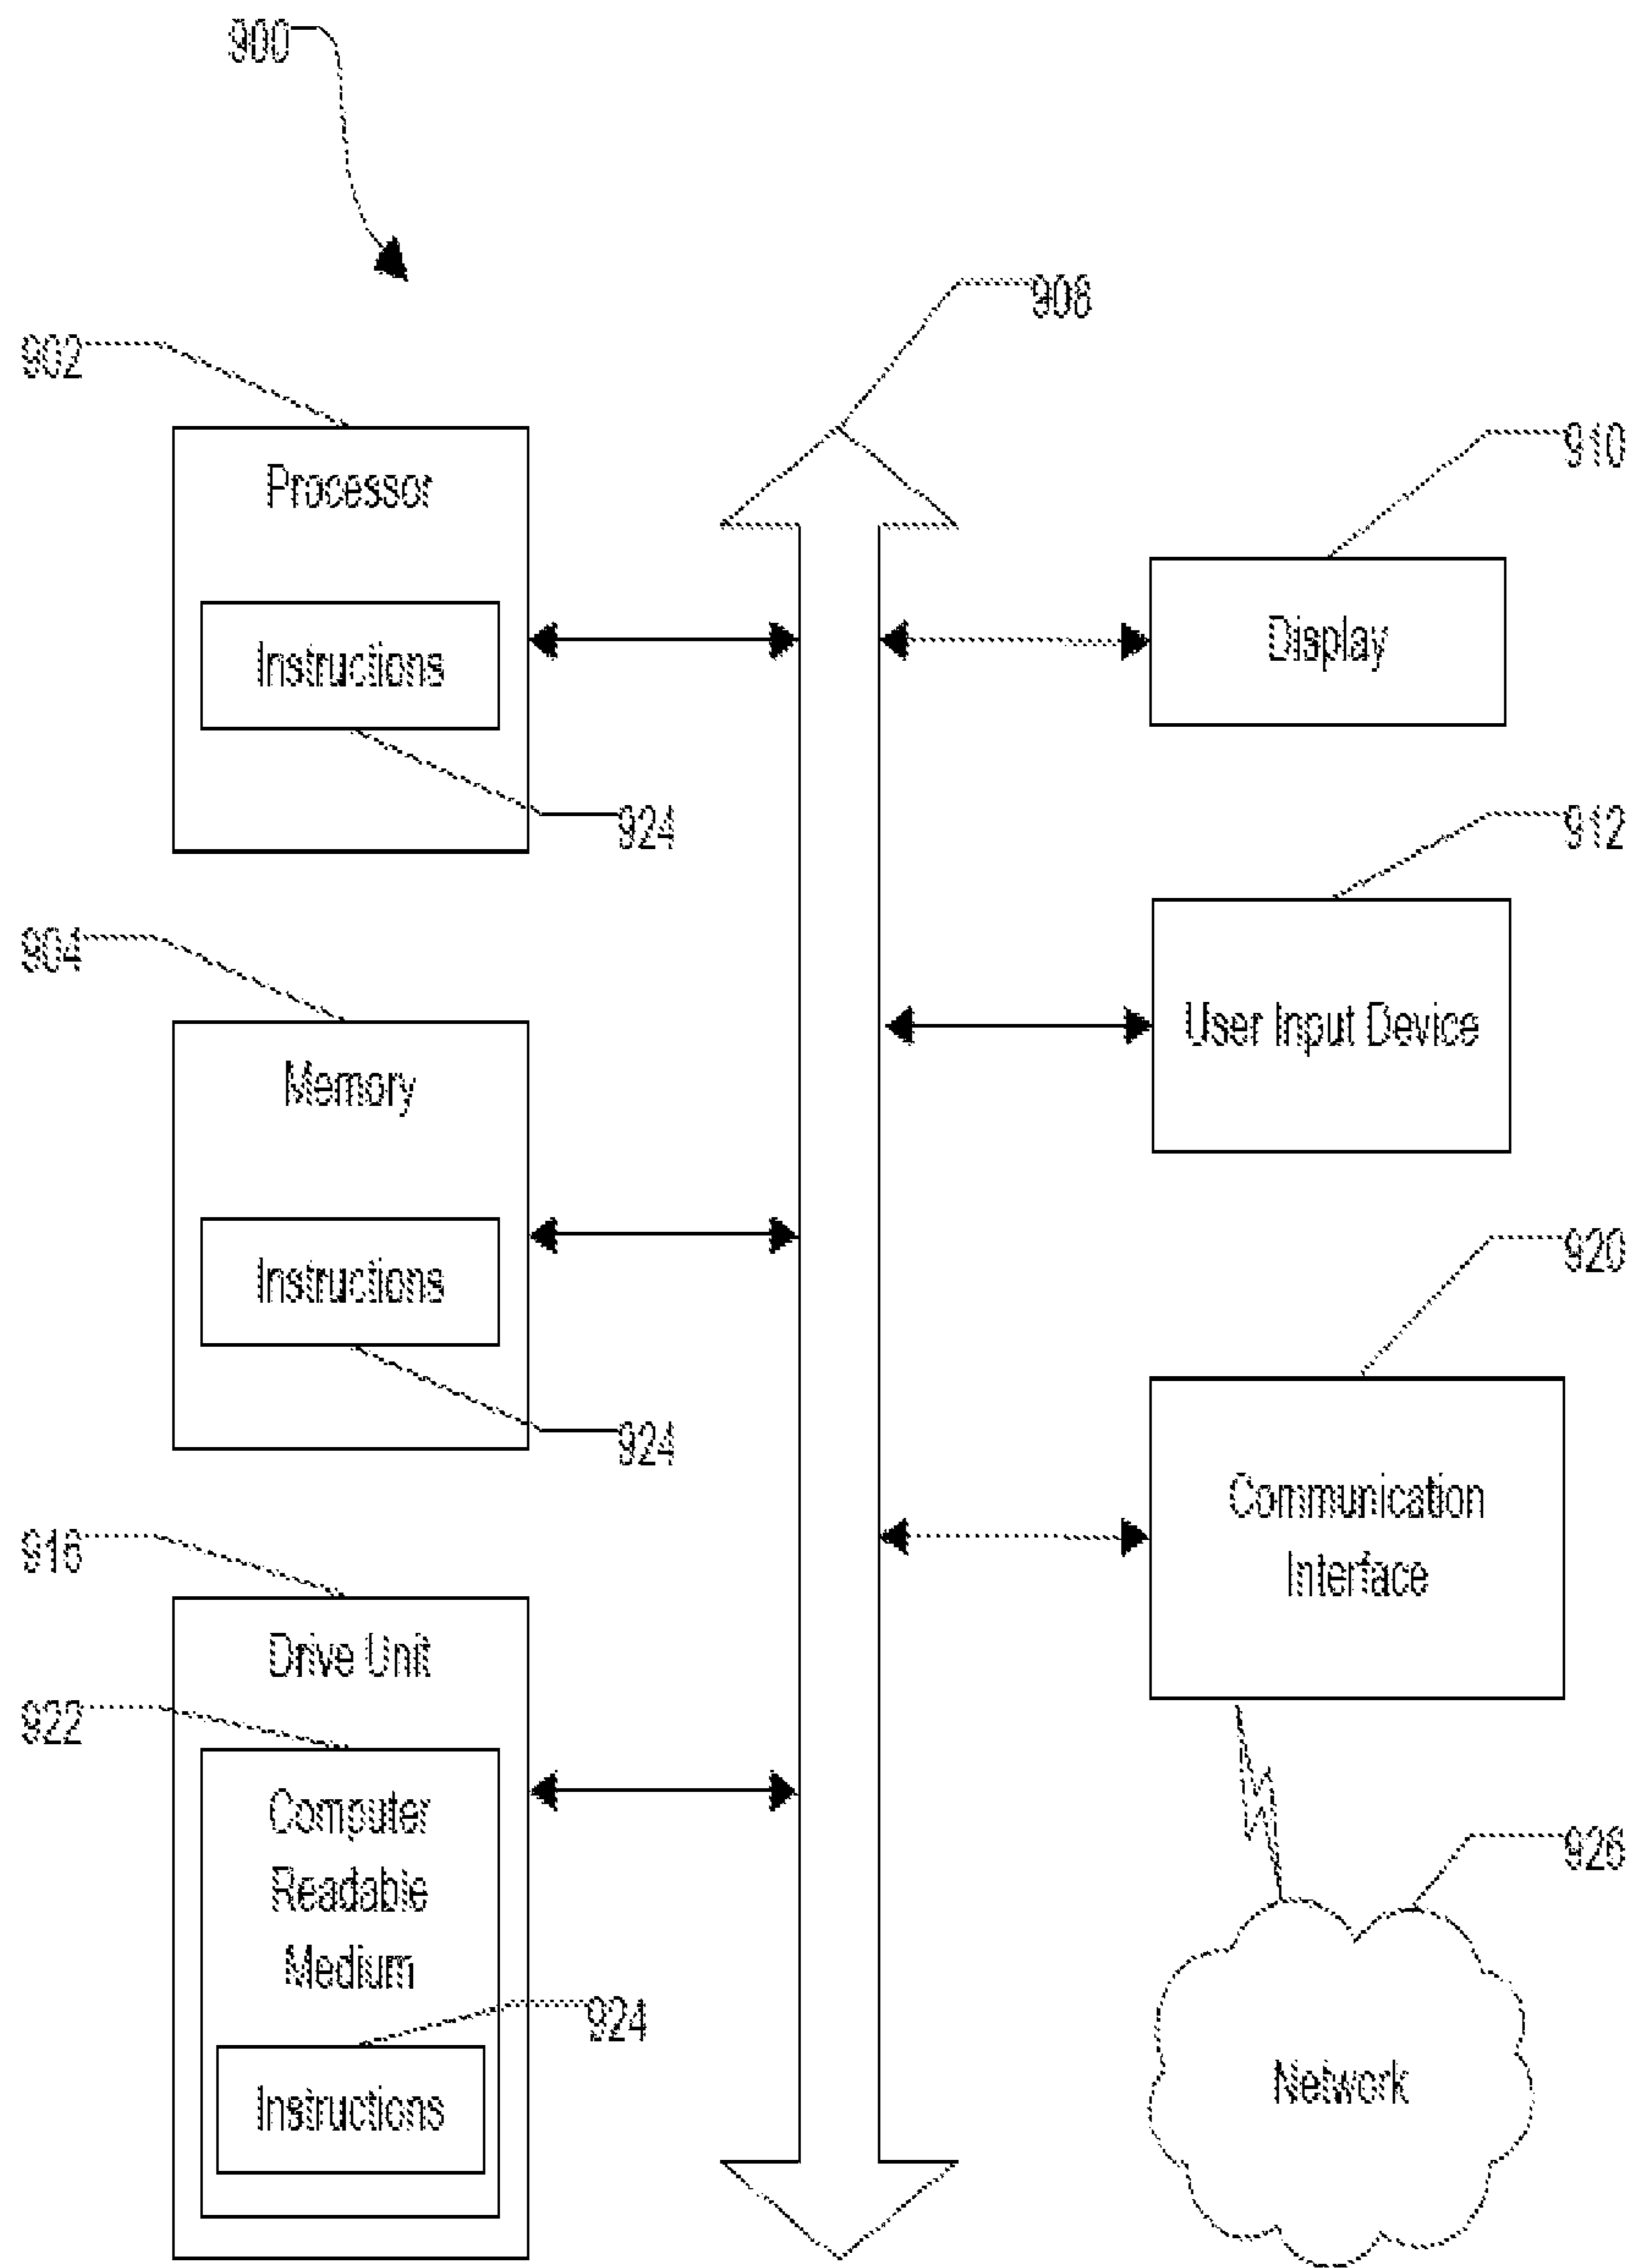 900
908
902
Processor
Instructions
924
910
Display
912
User Input Device
904
Memory
Instructions
924
920
Communication
Interface
916
Drive Unit
922
Computer
Readable
Medium
924
Instructions
926
Network